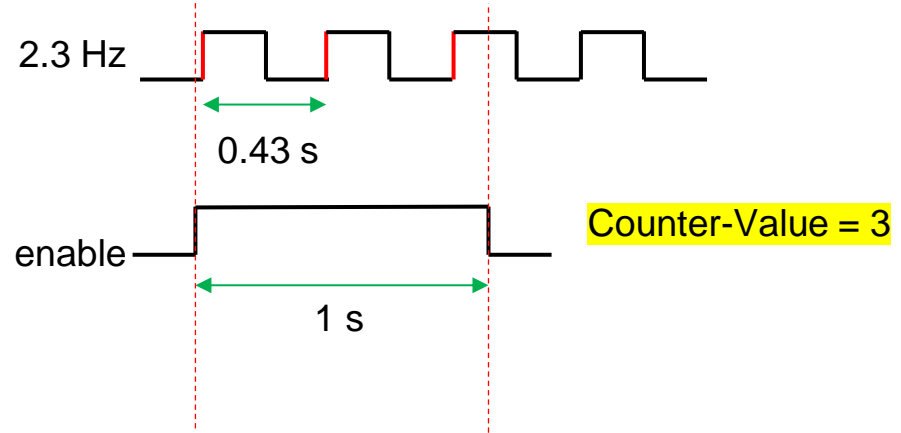 2.3 Hz
0.43 s
enable
Counter-Value = 3
1 s